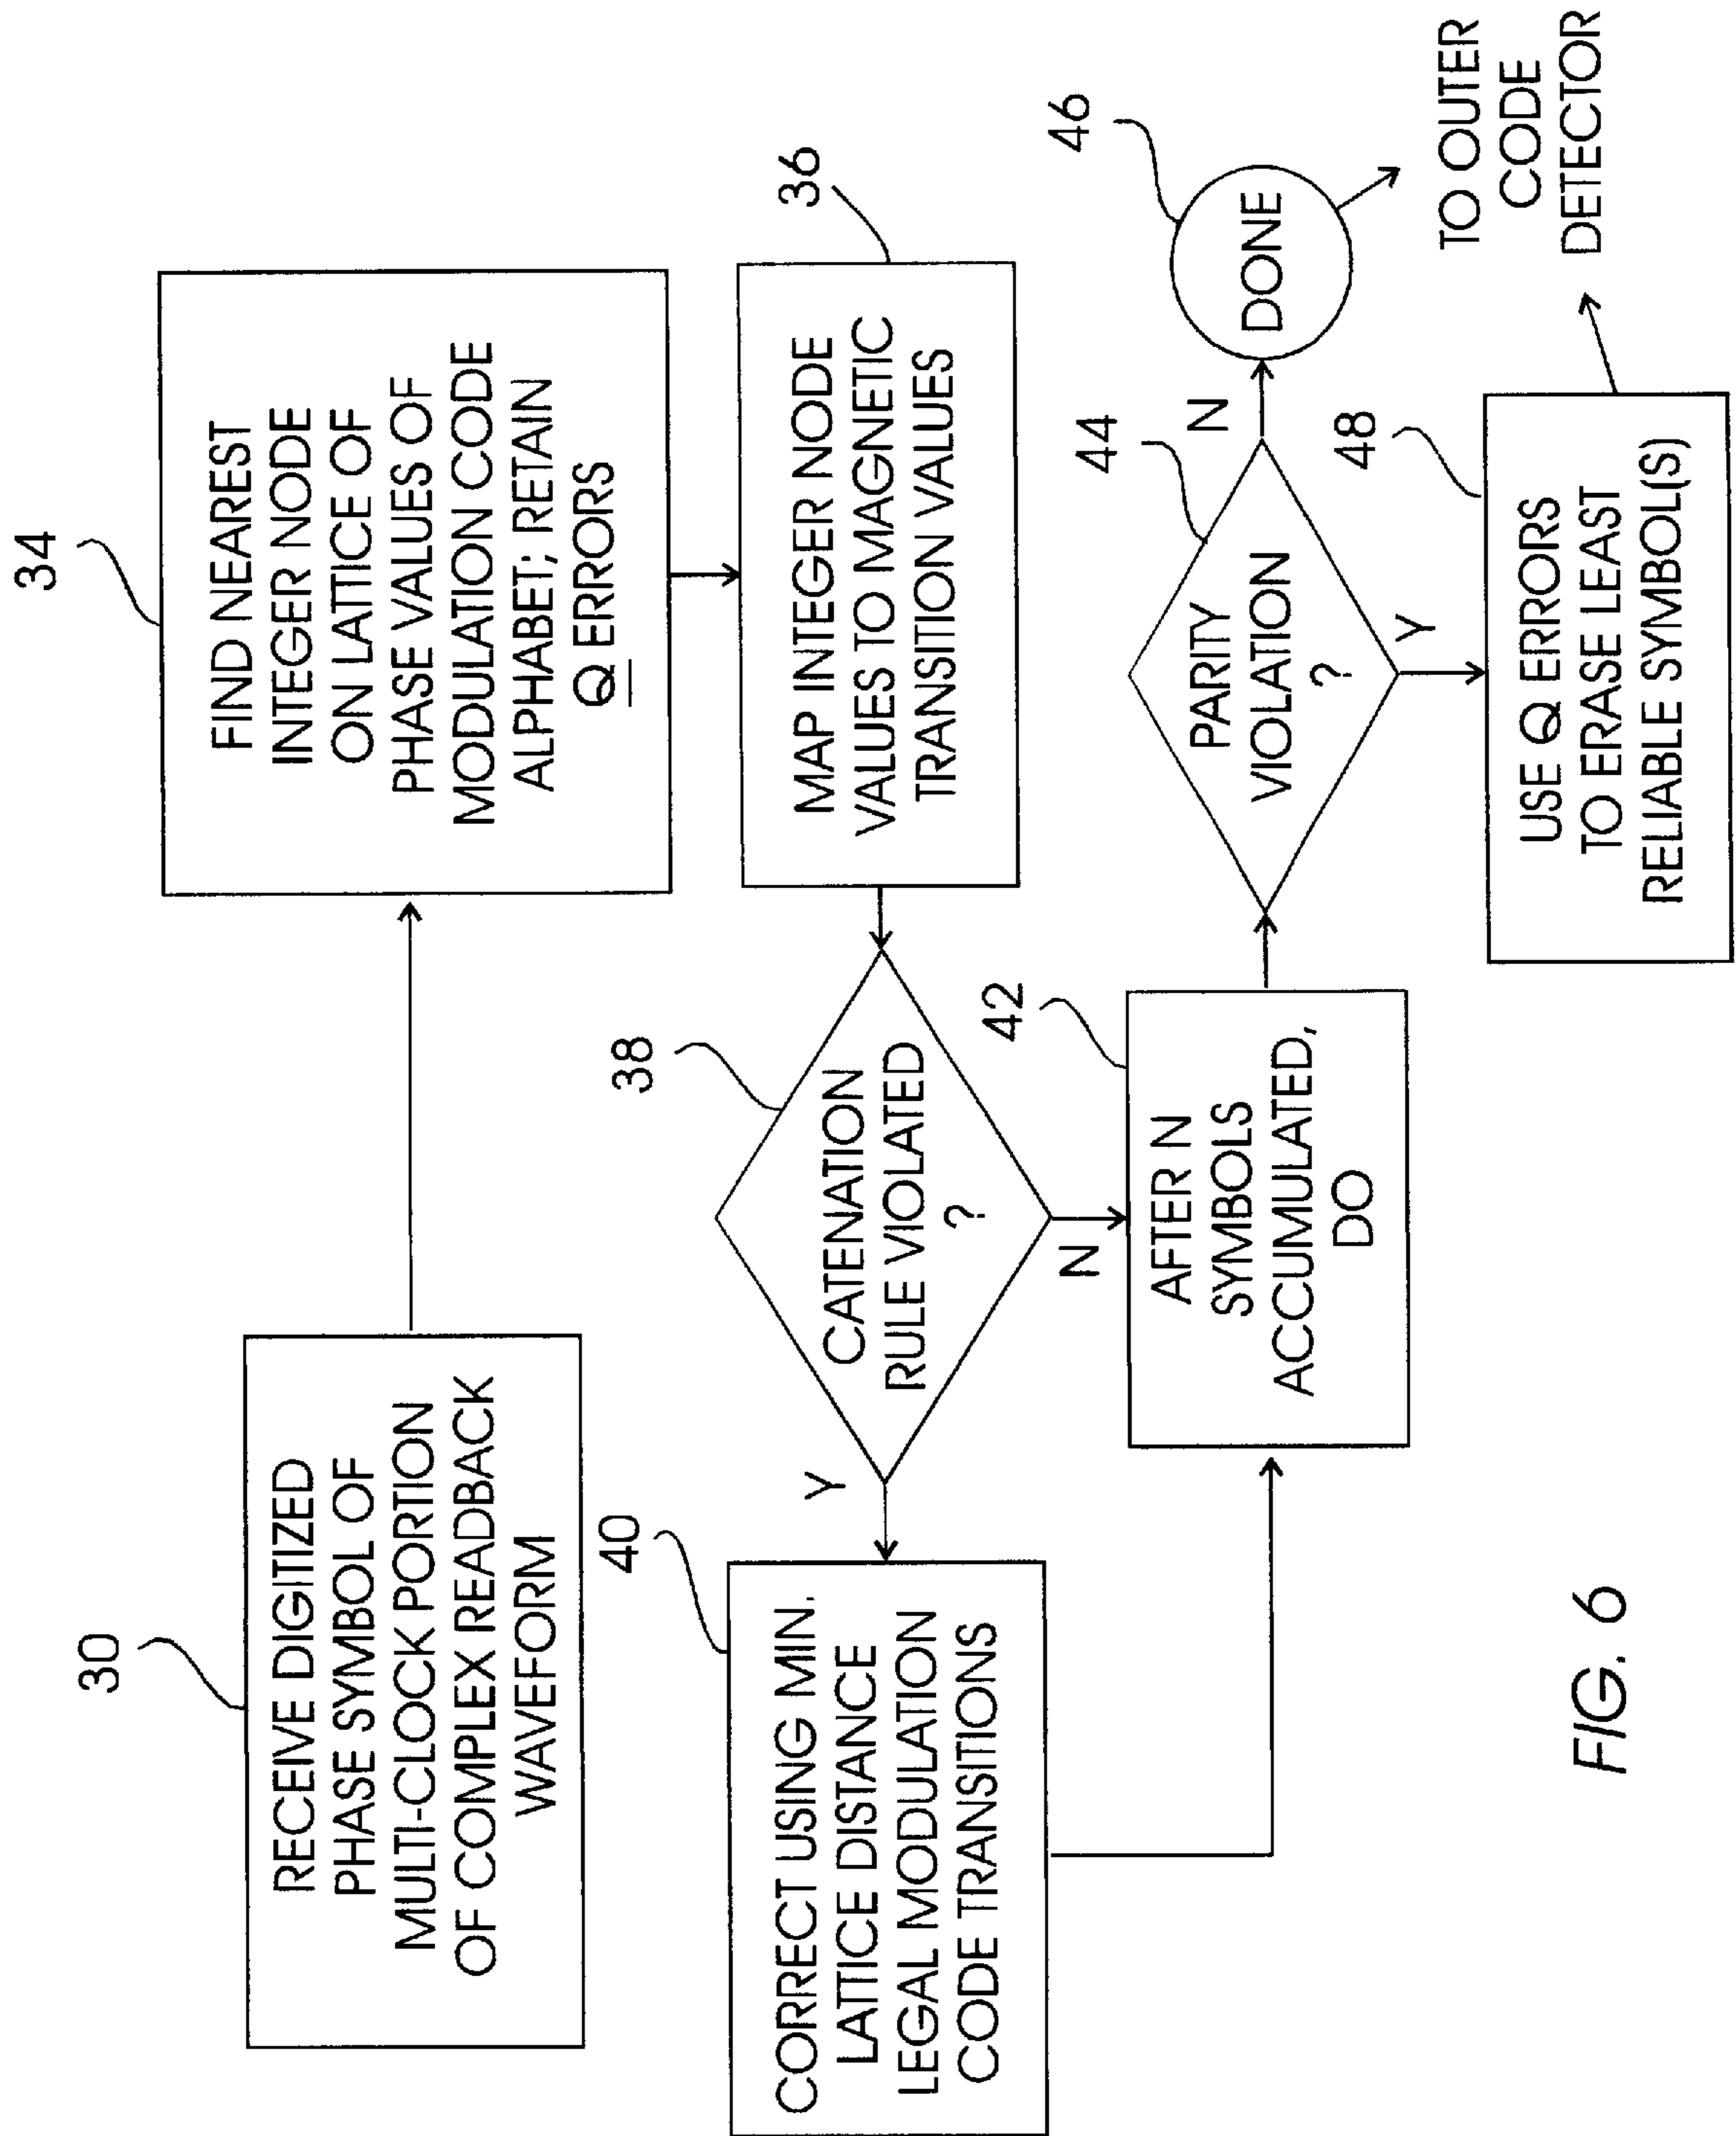 30
RECEIVE DIGITIZED
PHASE SYMBOL OF
MULTI-CLOCK PORTION
OF COMPLEX READBACK
WAVEFORM
34
FIND NEAREST
INTEGER NODE
ON LATTICE OF
PHASE VALUES OF
MODULATION CODE
ALPHABET; RETAIN
Q ERRORS
36
MAP INTEGER NODE
VALUES TO MAGNETIC
TRANSITION VALUES
38
CATENATION
RULE VIOLATED
?
Y
N
40
CORRECT USING MIN.
LATTICE DISTANCE
LEGAL MODULATION
CODE TRANSITIONS
42
AFTER N
SYMBOLS
ACCUMULATED,
DO
44
PARITY
VIOLATION
?
N
Y
46
DONE
48
USE Q ERRORS
TO ERASE LEAST
RELIABLE SYMBOL(S)
TO OUTER
CODE
DETECTOR
FIG. 6